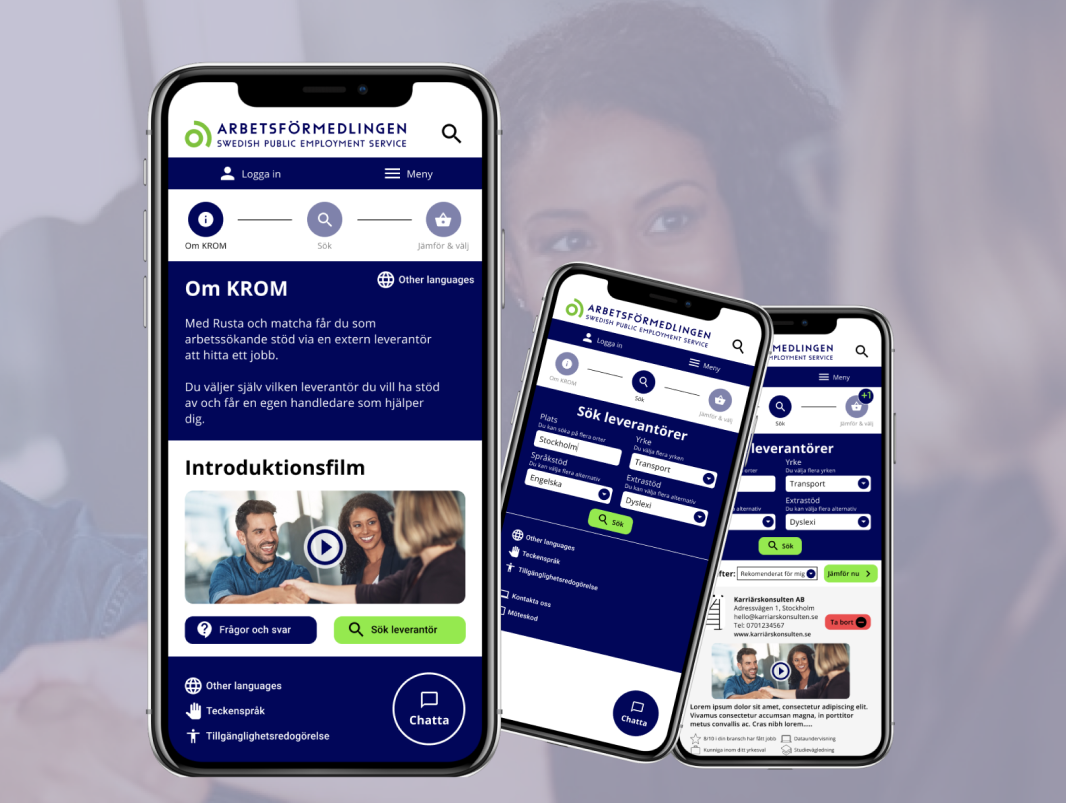 ARBETSFÖRMEDLINGEN
SWEDISH PUBLIC EMPLOYMENT SERVICE
Logga in
Meny
Om KROM
Sök
Jämför & välj
Om KROM
Other languages
Med Rusta och matcha får du som
arbetssökande stöd via en extern leverantör
att hitta ett jobb.
Du väljer själv vilken leverantör du vill ha stöd
av och får en egen handledare som hjälper
dig.
Introduktionsfilm
Frågor och svar
Sök leverantör
Other languages
Teckenspråk
Tillgänglighetsredogörelse
Chatta
ARBETSFÖRMEDLINGEN
SWEDISH PUBLIC EMPLOYMENT SERVICE
Logga in
Meny
Om KROM
Sök
Jämför & välj
Sök leverantörer
Plats
Du kan söka på flera orter
Stockholm
Yrke
Du kan välja flera yrken
Transport
Språkstöd
Du kan välja flera alternativ
Engelska
Extrastöd
Du kan välja flera alternativ
Dyslexi
Sök
Other languages
Teckenspråk
Tillgänglighetsredogörelse
Kontakta oss
Möteskod
Chatta
MEDLINGEN
MPLOYMENT SERVICE
Meny
+1
Sök
Jämför & välj
leverantörer
orter
Yrke
Du kan välja flera yrken
Transport
alternativ
Extrastöd
Du kan välja flera alternativ
Dyslexi
Sök
fter:
Rekomenderat för mig
Jämför nu
Karriärskonsulten AB
Adressvägen 1, Stockholm
hello@karriarskonsulten.se
Tel: 0701234567
www.karriärskonsulten.se
Ta bort
Lorem ipsum dolor sit amet, consectetur adipiscing elit.
Vivamus consectetur accumsan magna, in porttitor
metus convallis ac. Cras nibh lorem.....
8/10 i din bransch har fått jobb
Dataundervisning
Kunniga inom ditt yrkesval
Studievägledning